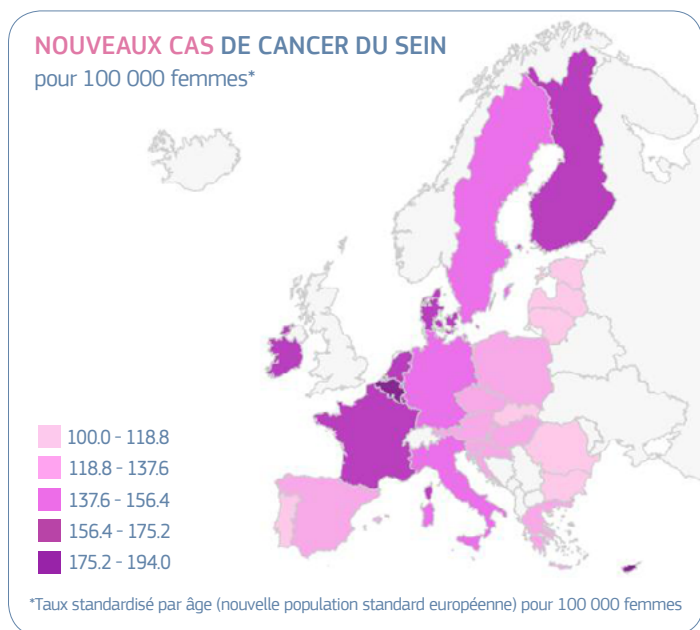 NOUVEAUX CAS DE CANCER DU SEIN
pour 100 000 femmes*
100.0 - 118.8
118.8 - 137.6
137.6 - 156.4
156.4 - 175.2
175.2 - 194.0
*Taux standardisé par âge (nouvelle population standard européenne) pour 100 000 femmes